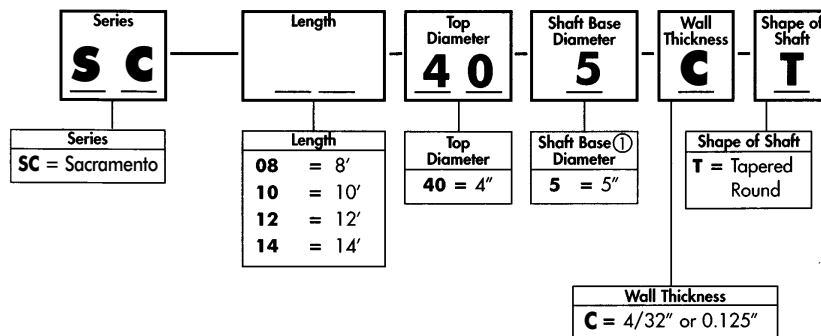 Series
S C
Length
Top
Diameter
4 0
Shaft Base
Diameter
5
Wall
Thickness
C
Shape of
Shaft
T
Series
SC = Sacramento
Length
08 = 8′
10 = 10′
12 = 12′
14 = 14′
Top
Diameter
40 = 4″
Shaft Base ①
Diameter
5 = 5″
Shape of Shaft
T = Tapered
Round
Wall Thickness
C = 4/32″ or 0.125″